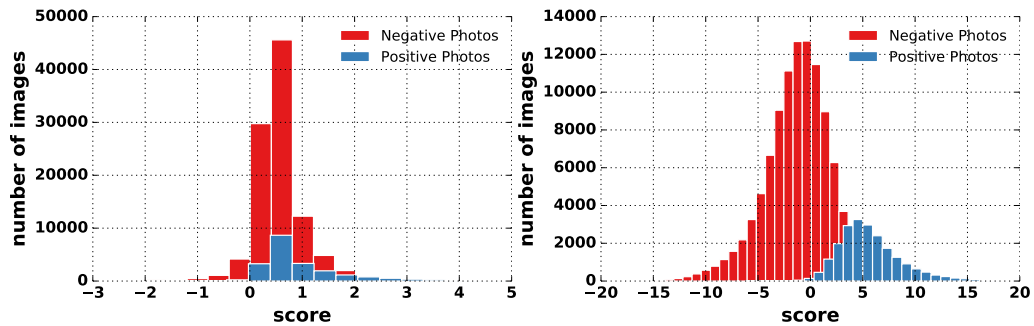 50000
40000
30000
20000
10000
0
number of images
Negative Photos
Positive Photos
−3 −2 −1 0 1 2 3 4 5
score
14000
12000
10000
8000
6000
4000
2000
0
number of images
Negative Photos
Positive Photos
−20 −15 −10 −5 0 5 10 15 20
score